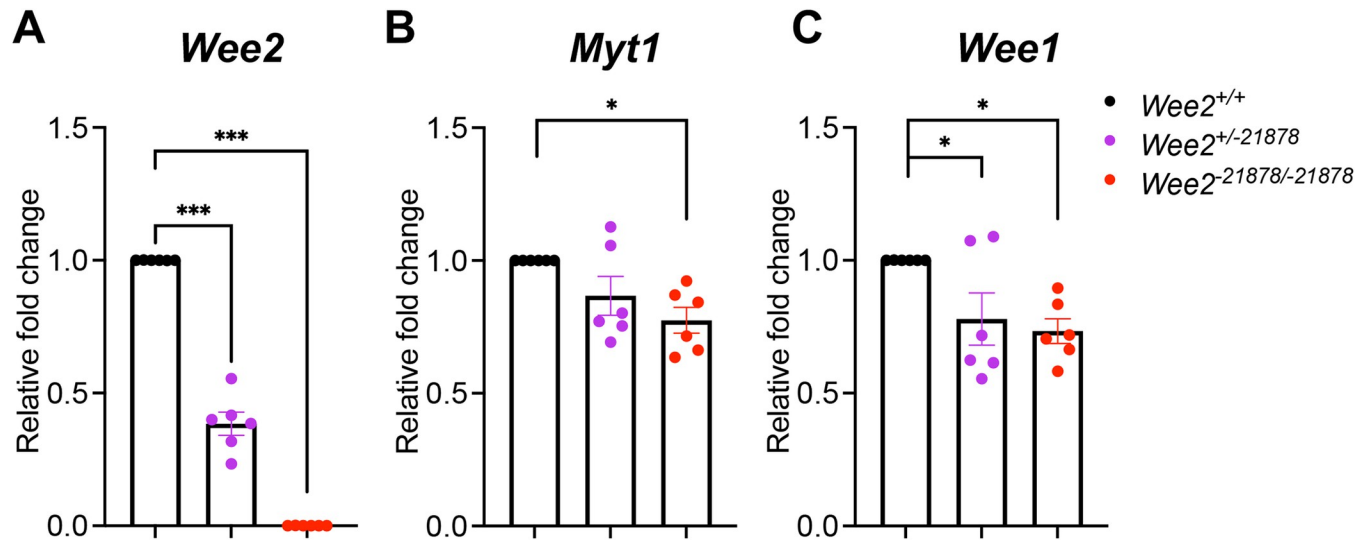 A
Wee2
Relative fold change
1.5
1.0
0.5
0.0
***
***
B
Myt1
Relative fold change
1.5
1.0
0.5
0.0
*
C
Wee1
Relative fold change
1.5
1.0
0.5
0.0
*
*
Wee2+/+
Wee2+/-21878
Wee2-21878/-21878